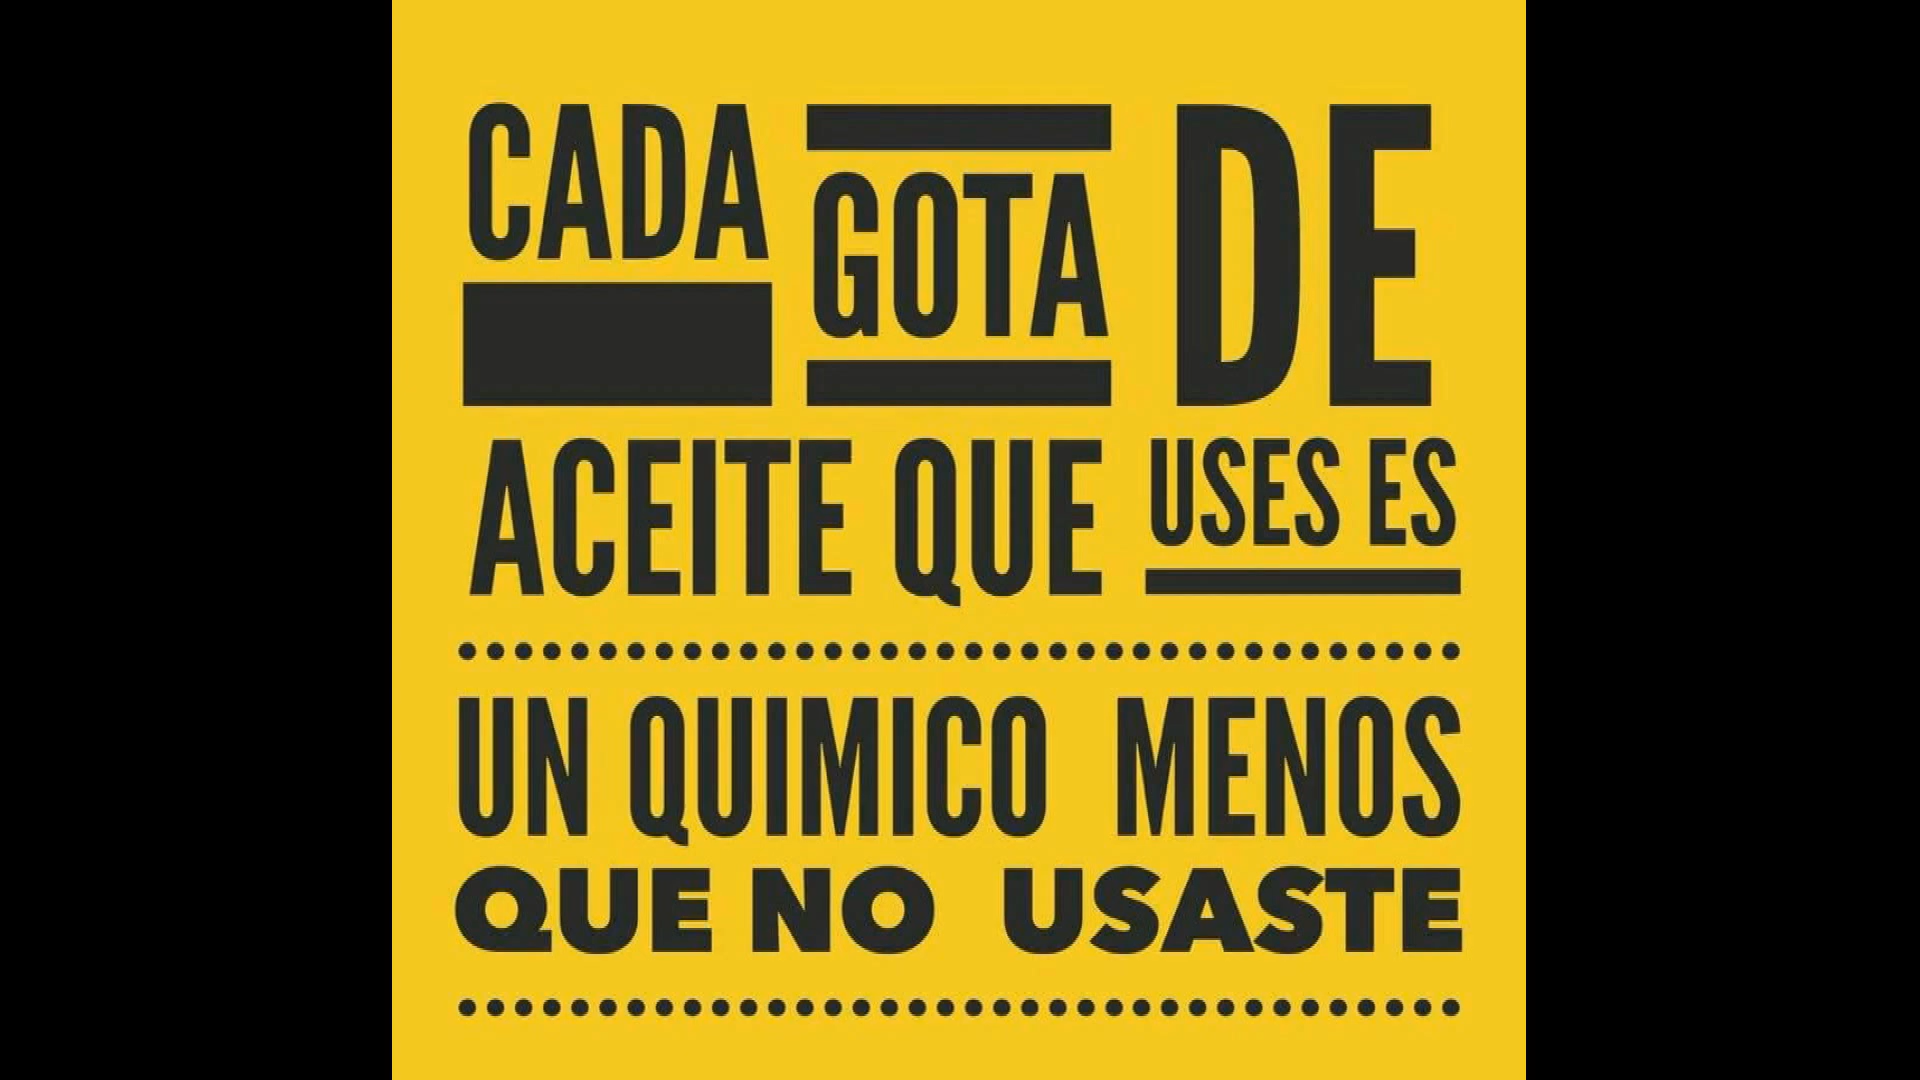 CADA GOTA DE
ACEITE QUE USES ES
UN QUIMICO MENOS
QUE NO USASTE